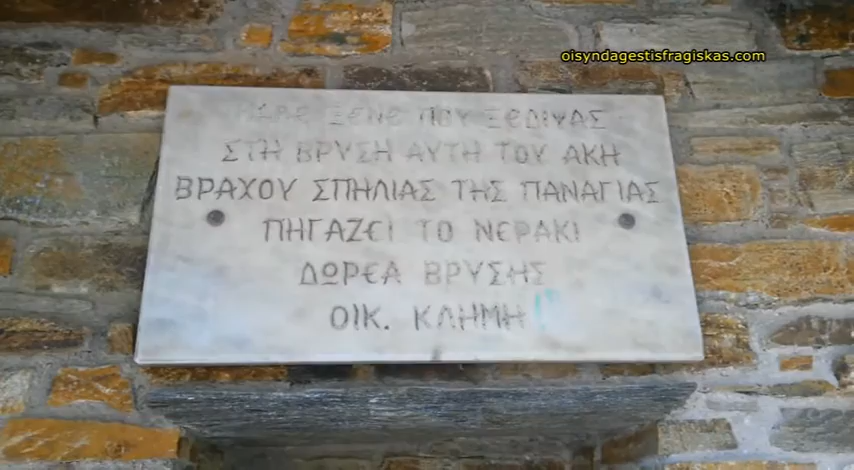 oisyndagestisfragiskas.com
ΞΕΝΕ ΠΟΥ ΞΕΔΙΨΑΣ
ΣΤΗ ΒΡΥΣΗ ΑΥΤΗ ΤΟΥ ΑΚΗ
ΒΡΑΧΟΥ ΣΠΗΛΙΑΣ ΤΗΣ ΠΑΝΑΓΙΑΣ
ΠΗΓΑΖΕΙ ΤΟ ΝΕΡΑΚΙ
ΔΩΡΕΑ ΒΡΥΣΗΣ
ΟΙΚ. ΚΛΗΜΗ